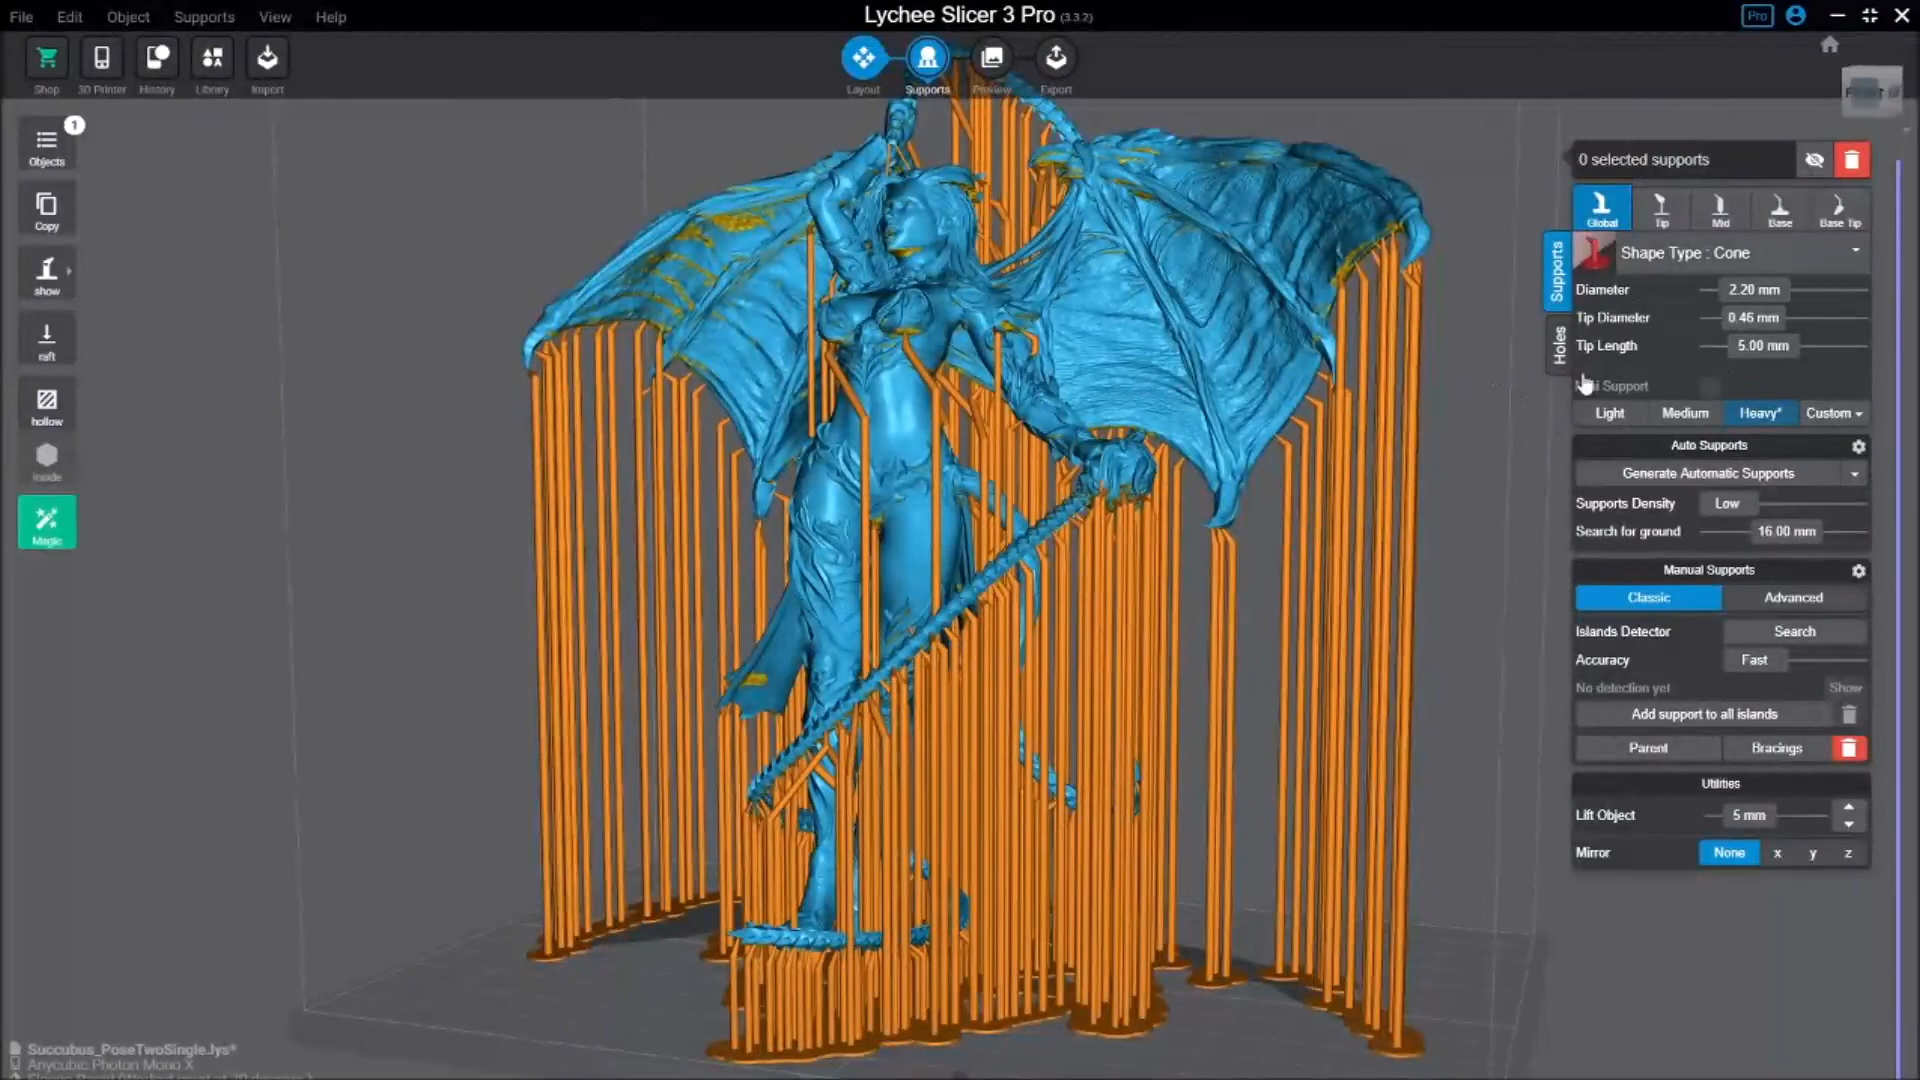 File Edit Object Supports View Help
Lychee Slicer 3 Pro (3.3.2)
Pro
Shop 3D Printer History Library Import
Layout Supports Preview Export
1
Objects
Copy
show
raft
hollow
Inside
Magic
0 selected supports
Global Tip Mid Base Base Tip
Supports
Holes
Shape Type : Cone
Diameter 2.20 mm
Tip Diameter 0.46 mm
Tip Length 5.00 mm
Support
Light Medium Heavy* Custom
Auto Supports
Generate Automatic Supports
Supports Density Low
Search for ground 16.00 mm
Manual Supports
Classic Advanced
Islands Detector Search
Accuracy Fast
No detection yet Show
Add support to all islands
Parent Bracings
Utilities
Lift Object 5 mm
Mirror None x y z
Succubus_PoseTwoSingle.lys*
Anycubic Photon Mono X